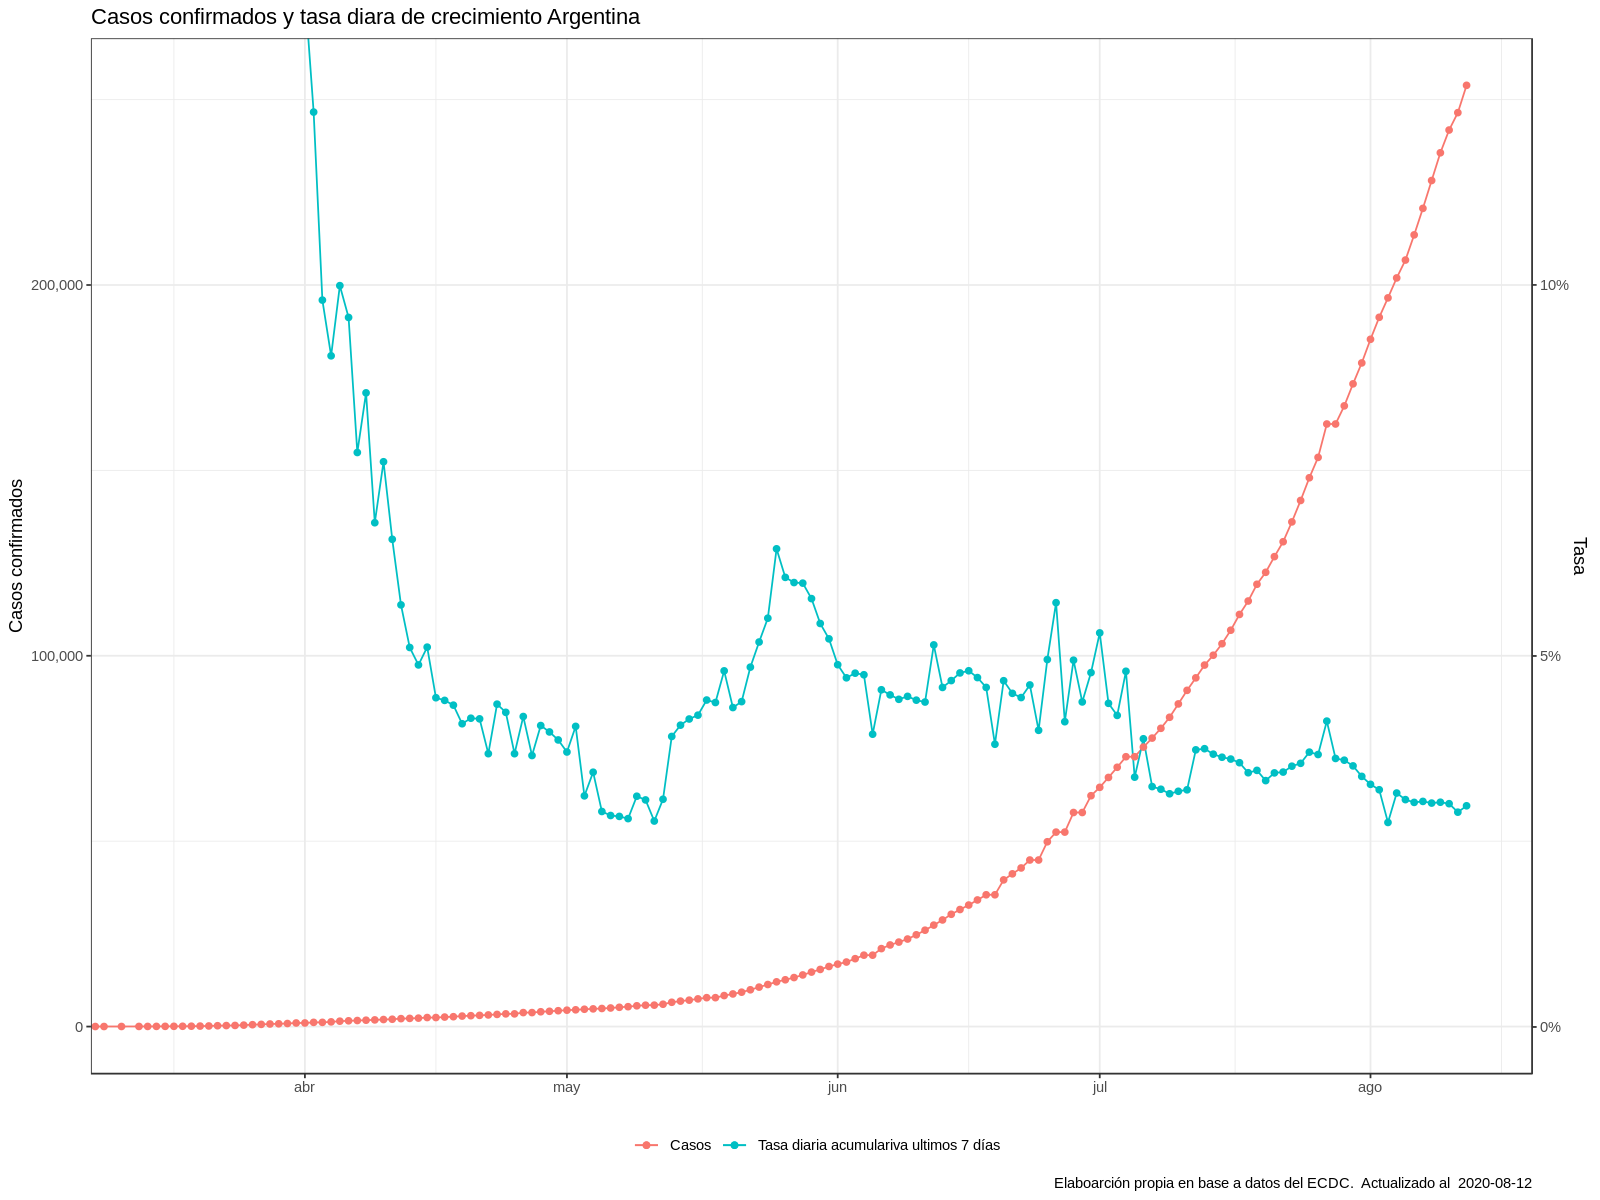 Casos confirmados y tasa diara de crecimiento Argentina
Casos confirmados
200,000
100,000
0
10%
5%
0%
Tasa
abr
may
jun
jul
ago
Casos
Tasa diaria acumulariva ultimos 7 días
Elaboarción propia en base a datos del ECDC.  Actualizado al  2020-08-12